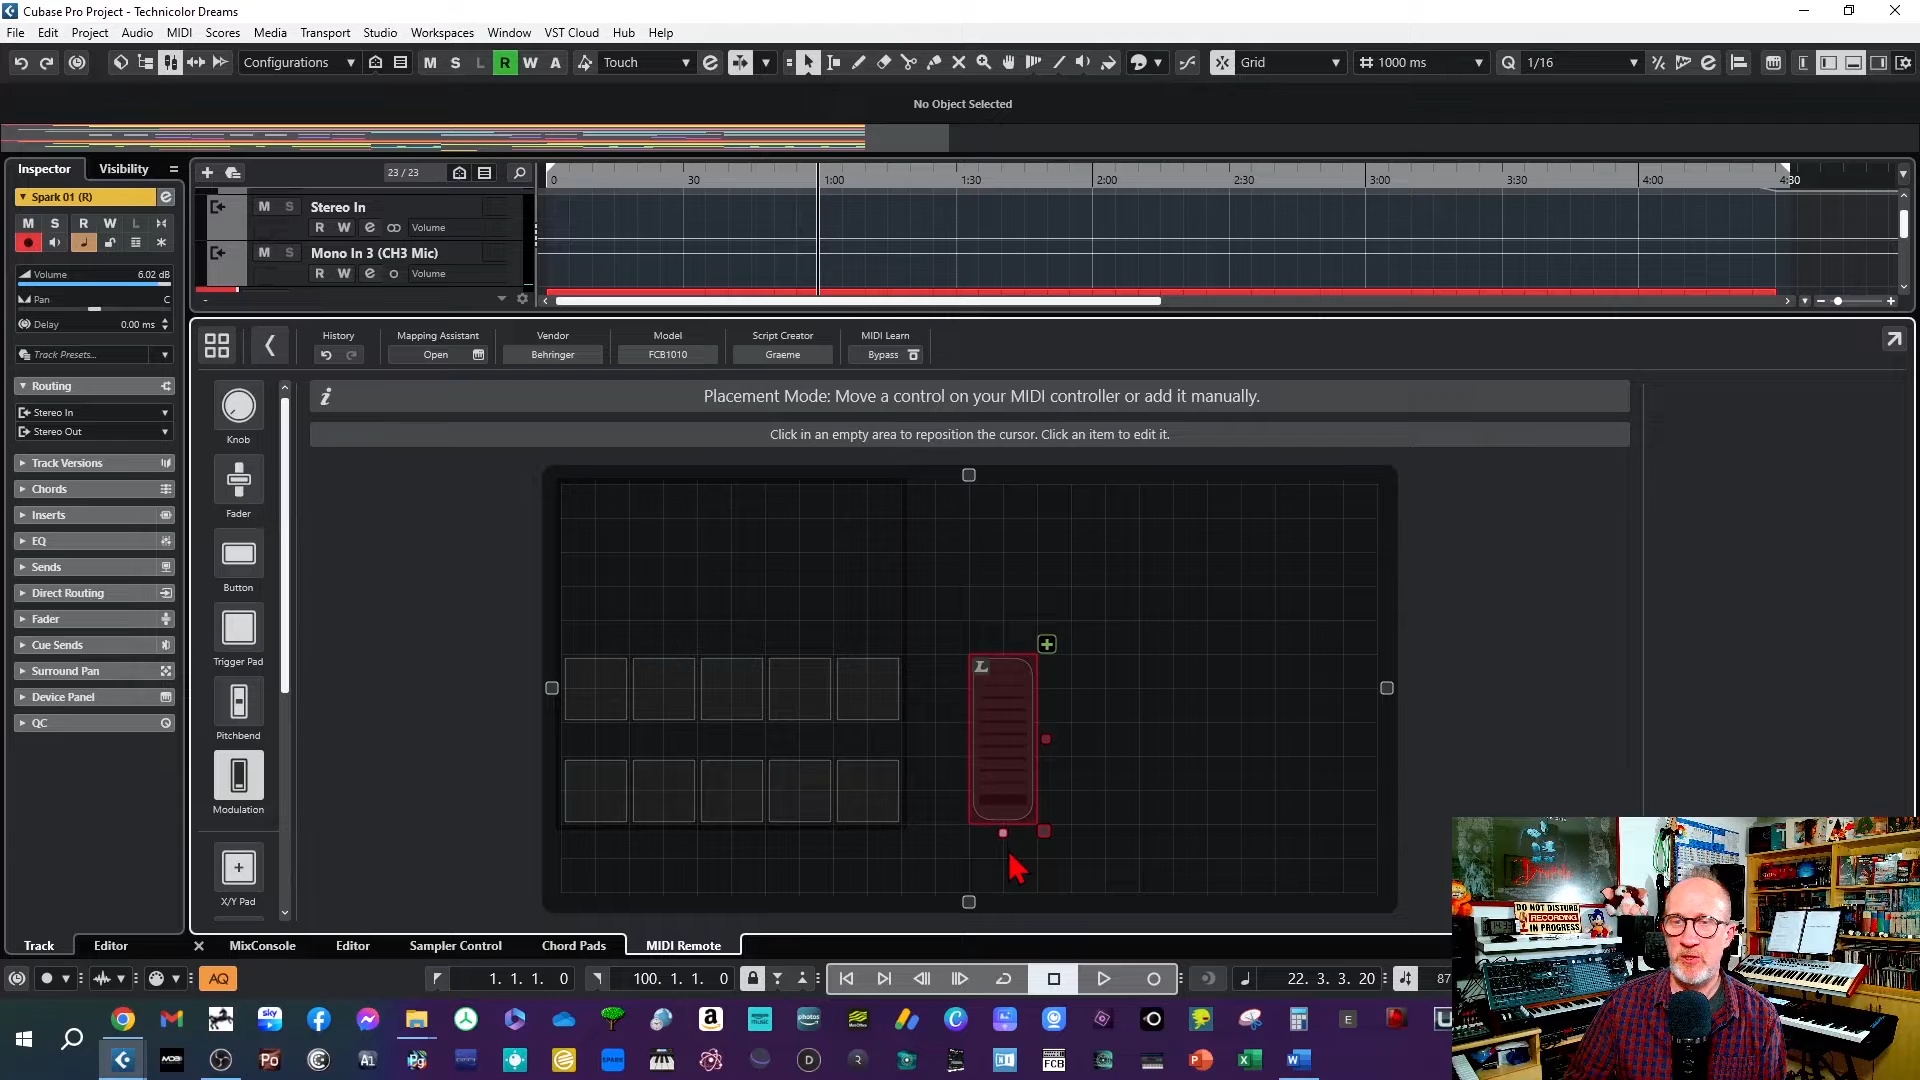 Cubase Pro Project - Technicolor Dreams
File Edit Project Audio MIDI Scores Media Transport Studio Workspaces Window VST Cloud Hub Help
Configurations M S L R W A Touch Grid 1000 ms Q 1/16
No Object Selected
Inspector Visibility 23 / 23
0 30 1:00 1:30 2:00 2:30 3:00 3:30 4:00 4:30
Spark 01 (R)
M S Stereo In
M S R W L
R W Volume
M S Mono In 3 (CH3 Mic)
R W Volume
Volume 6.02 dB
Pan C
Delay 0.00 ms
Track Presets...
Routing
Stereo In
Stereo Out
Track Versions
Chords
Inserts
EQ
Sends
Direct Routing
Fader
Cue Sends
Surround Pan
Device Panel
QC
History Mapping Assistant Vendor Model Script Creator MIDI Learn
Open Behringer FCB1010 Graeme Bypass
Placement Mode: Move a control on your MIDI controller or add it manually.
Click in an empty area to reposition the cursor. Click an item to edit it.
Knob
Fader
Button
Trigger Pad
Pitchbend
Modulation
X/Y Pad
L
Track Editor MixConsole Editor Sampler Control Chord Pads MIDI Remote
AQ 1. 1. 1. 0 100. 1. 1. 0 22. 3. 3. 20 87
DO NOT DISTURB
RECORDING
IN PROGRESS
sky
photos
FCB